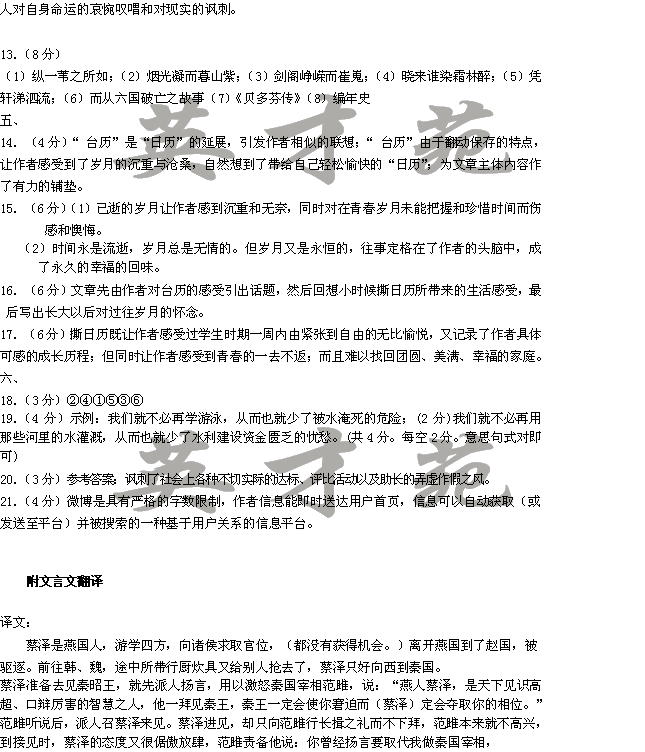 人对自身命运的哀惋叹唱和对现实的讽刺。
13.（8分）
（1）纵一苇之所如；（2）烟光凝而暮山紫；（3）剑阁峥嵘而崔嵬；（4）晓来谁染霜林醉；（5）凭
轩涕泗流；（6）而从六国破亡之故事（7）《贝多芬传》（8）编年史
五、
14.（4分）“ 台历”是“日历”的延展，引发作者相似的联想；“ 台历”由于翻动保存的特点，
让作者感受到了岁月的沉重与沧桑，自然想到了带给自己轻松愉快的“日历”；为文章主体内容作
了有力的铺垫。
15.（6分）（1）已逝的岁月让作者感到沉重和无奈，同时对在青春岁月未能把握和珍惜时间而伤
感和懊悔。
（2）时间永是流逝，岁月总是无情的。但岁月又是永恒的，往事定格在了作者的头脑中，成
了永久的幸福的回味。
16.（6分）文章先由作者对台历的感受引出话题，然后回想小时候撕日历所带来的生活感受，最
后写出长大以后对过往岁月的怀念。
17.（6分）撕日历既让作者感受过学生时期一周内由紧张到自由的无比愉悦，又记录了作者具体
可感的成长历程；但同时让作者感受到青春的一去不返；而且难以找回团圆、美满、幸福的家庭。
六、
18.（3分）②④①⑤③⑥
19.（4 分）示例：我们就不必再学游泳，从而也就少了被水淹死的危险；(2 分)我们就不必再用
那些河里的水灌溉，从而也就少了水利建设资金匮乏的忧愁。(共4分。每空2分。意思句式对即
可)
20.（3分）参考答案：讽刺了社会上各种不切实际的达标、评比活动以及助长的弄虚作假之风。
21.（4分）微博是具有严格的字数限制，作者信息能即时送达用户首页，信息可以自动获取（或
发送至平台）并被搜索的一种基于用户关系的信息平台。
附文言文翻译
译文：
蔡泽是燕国人，游学四方，向诸侯求取官位，（都没有获得机会。）离开燕国到了赵国，被
驱逐。前往韩、魏，途中所带行厨炊具又给别人抢去了，蔡泽只好向西到秦国。
蔡泽准备去见秦昭王，就先派人扬言，用以激怒秦国宰相范雎，说：“燕人蔡泽，是天下见识高
超、口辩厉害的智慧之人，他一拜见秦王，秦王一定会使你窘迫而（蔡泽）定会夺取你的相位。”
范雎听说后，派人召蔡泽来见。蔡泽进见，却只向范雎行长揖之礼而不下拜，范雎本来就不高兴，
到接见时，蔡泽的态度又很倨傲放肆，范雎责备他说：你曾经扬言要取代我做秦国宰相，
英才苑
英才苑